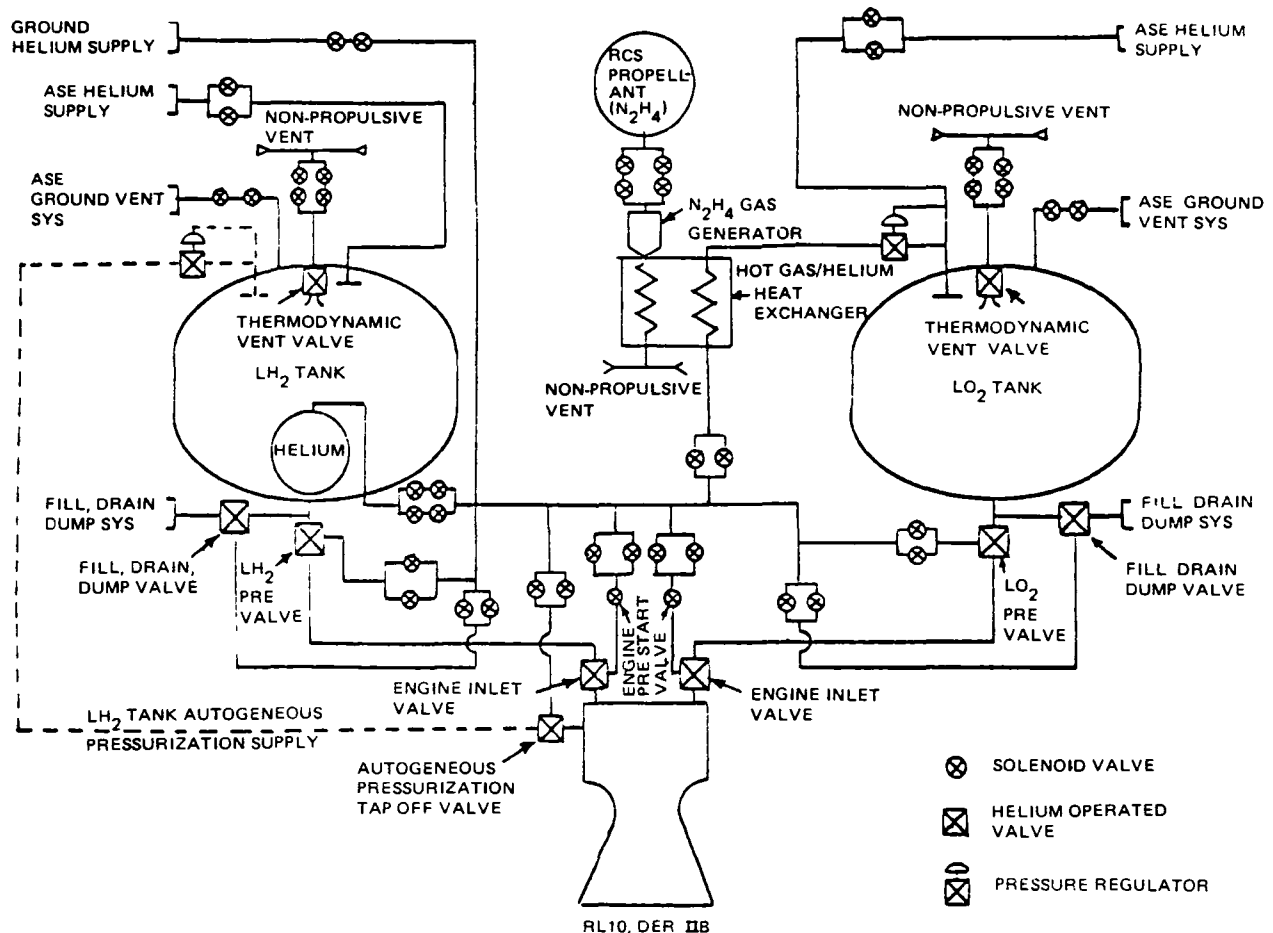 GROUND
HELIUM SUPPLY
ASE HELIUM
SUPPLY
NON-PROPULSIVE
VENT
ASE
GROUND VENT
SYS
THERMODYNAMIC
VENT VALVE
LH2 TANK
HELIUM
FILL, DRAIN
DUMP SYS
FILL, DRAIN,
DUMP VALVE
LH2
PRE
VALVE
LH2 TANK AUTOGENEOUS
PRESSURIZATION SUPPLY
RCS
PROPELL-
ANT
(N2H4)
N2H4 GAS
GENERATOR
HOT GAS/HELIUM
HEAT
EXCHANGER
NON-PROPULSIVE
VENT
ENGINE
PRE START
VALVE
ENGINE INLET
VALVE
ENGINE INLET
VALVE
AUTOGENEOUS
PRESSURIZATION
TAP OFF VALVE
RL10, DER IIB
ASE HELIUM
SUPPLY
NON-PROPULSIVE VENT
ASE GROUND
VENT SYS
THERMODYNAMIC
VENT VALVE
LO2 TANK
FILL DRAIN
DUMP SYS
FILL DRAIN
DUMP VALVE
LO2
PRE
VALVE
SOLENOID VALVE
HELIUM OPERATED
VALVE
PRESSURE REGULATOR